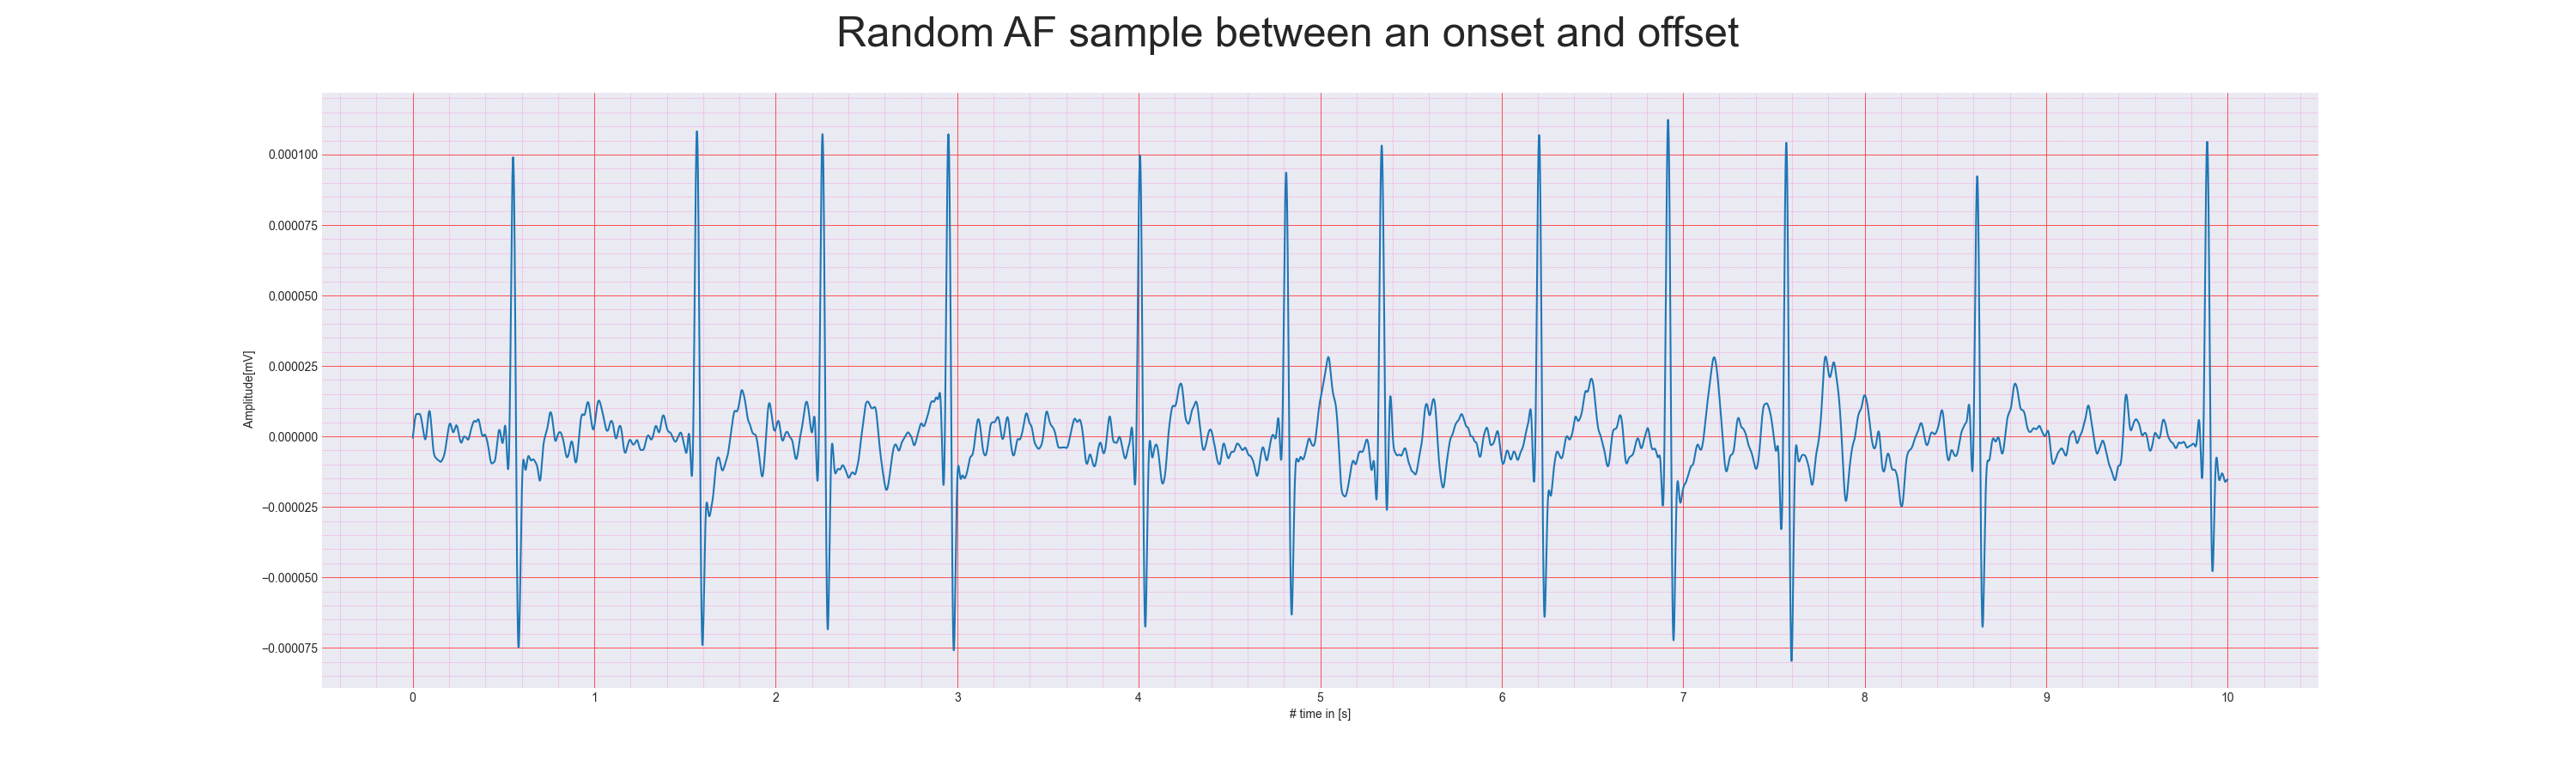 Random AF sample between an onset and offset
Amplitude[mV]
0.000100
0.000075
0.000050
0.000025
0.000000
−0.000025
−0.000050
−0.000075
0 1 2 3 4 5 6 7 8 9 10
# time in [s]